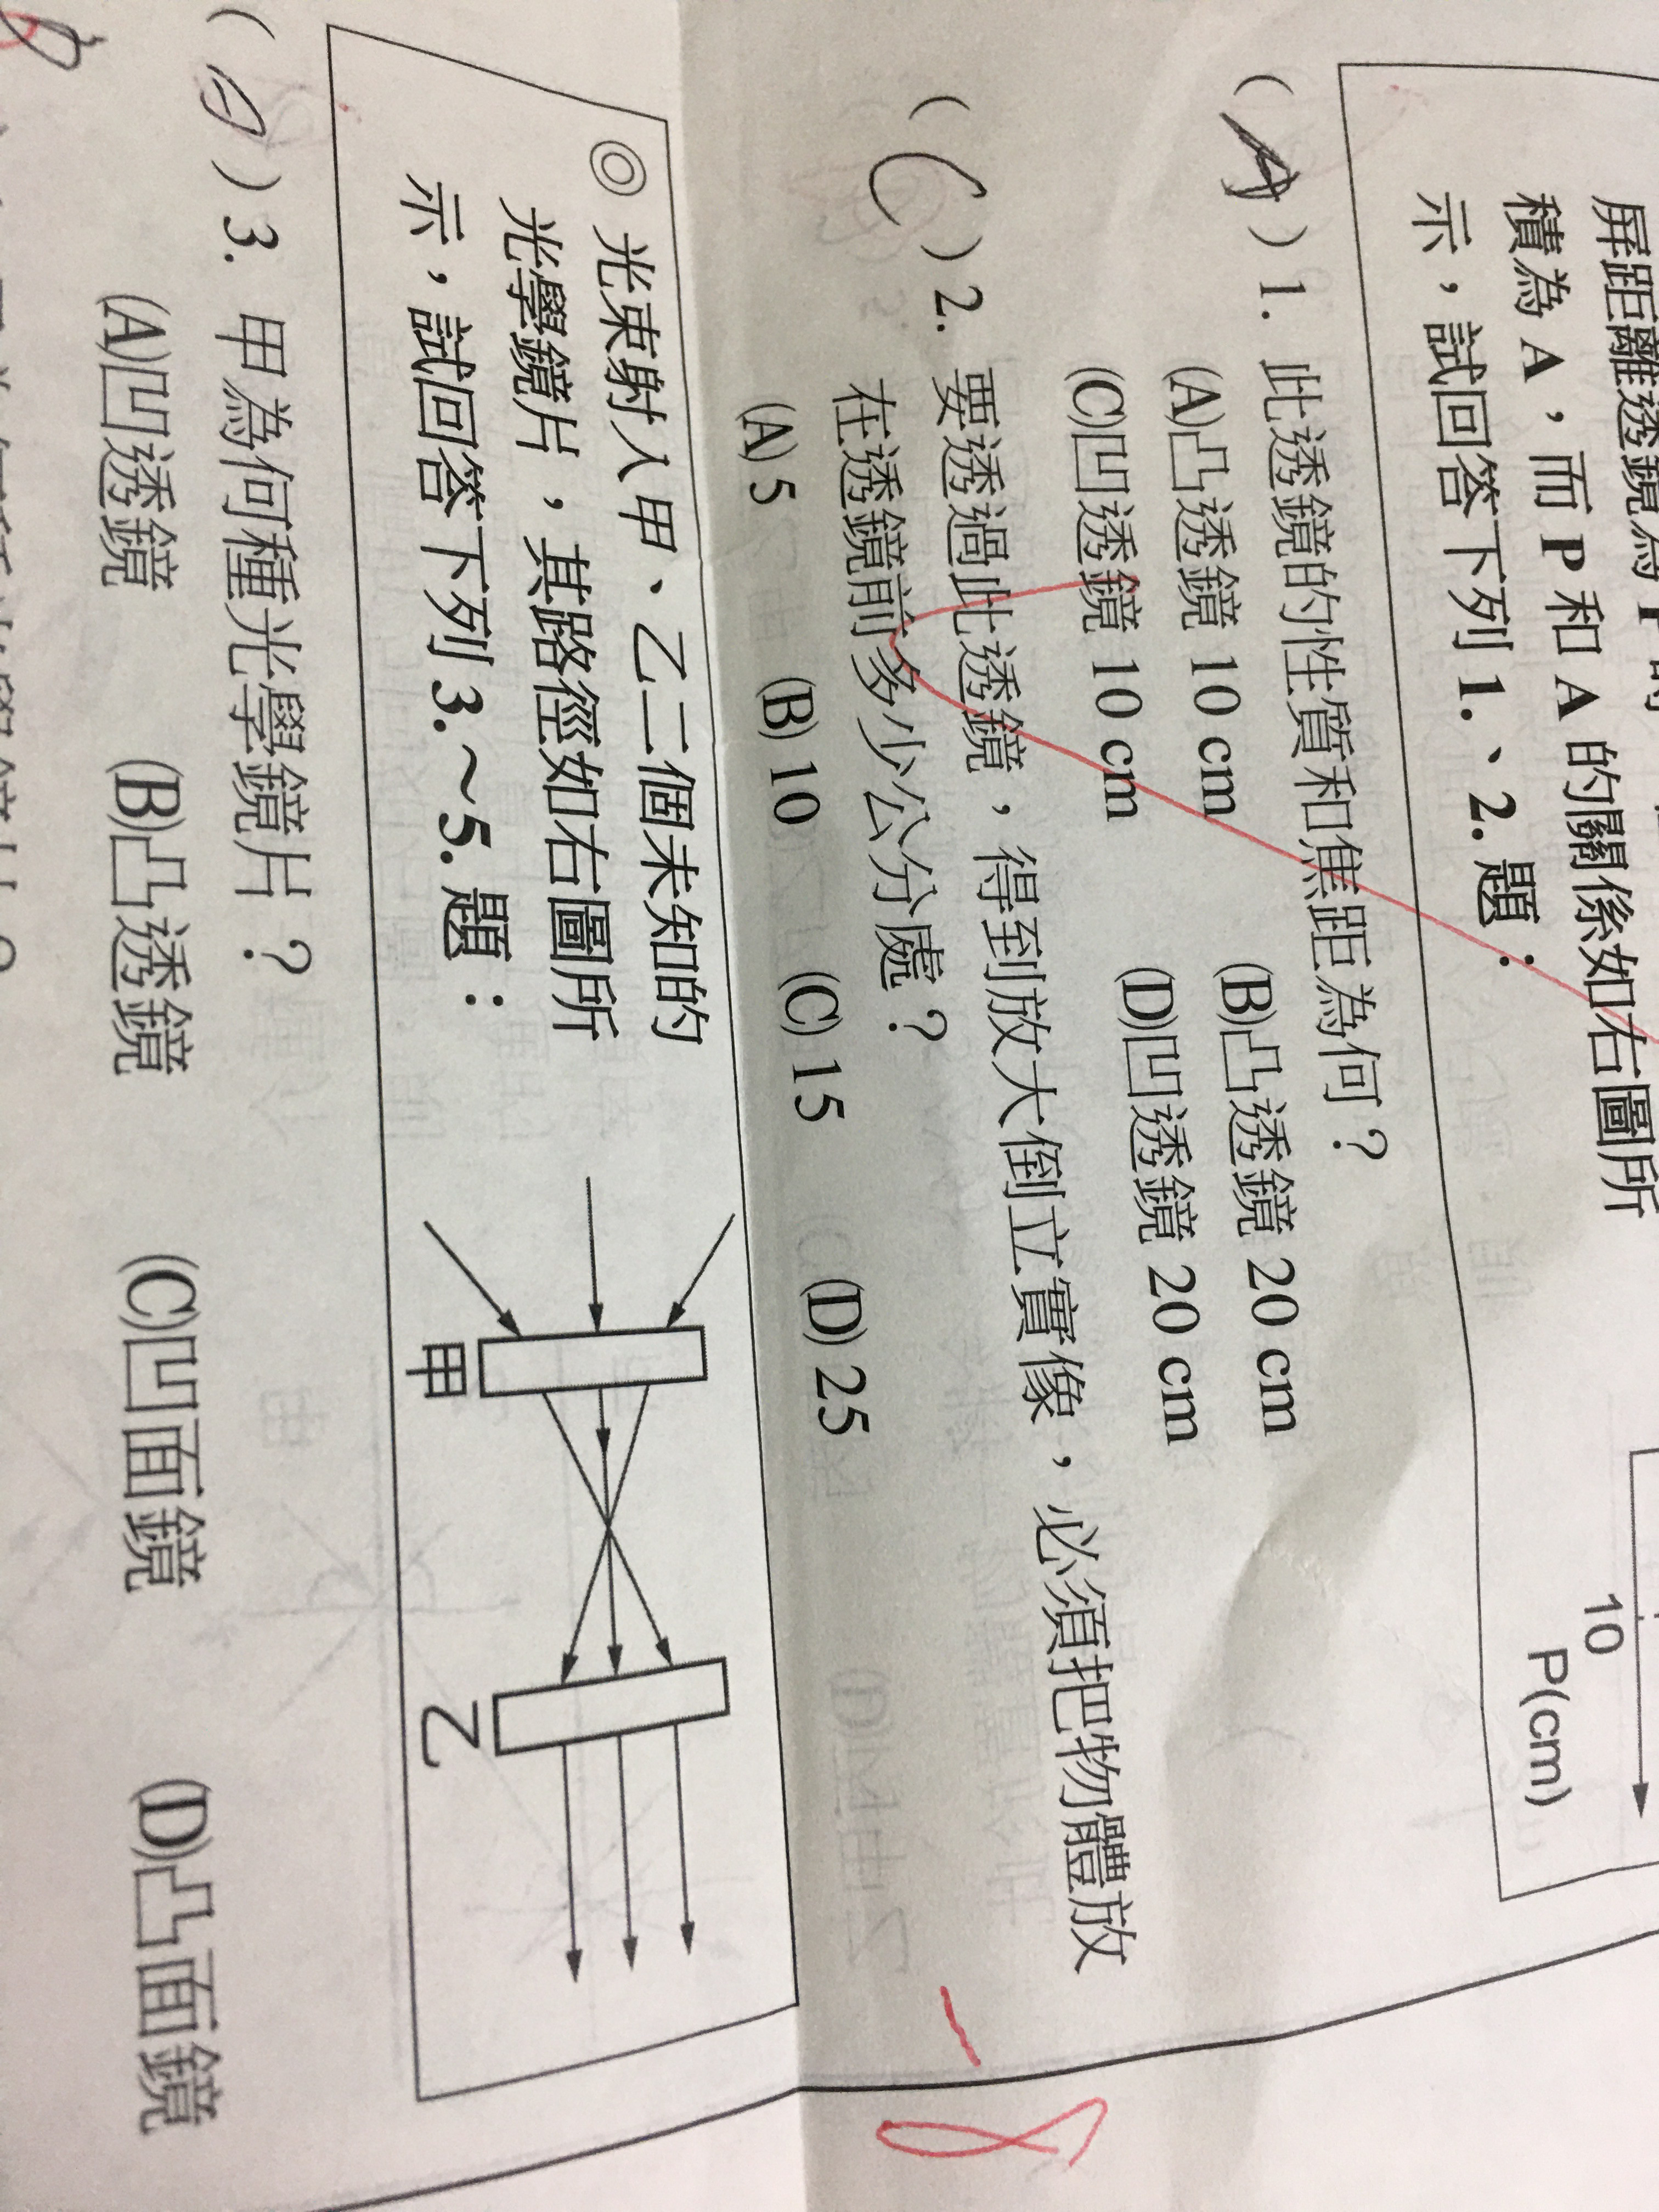 屏距離透鏡為
積為 A，而 P 和 A 的關係如右圖所
示，試回答下列 1.、2.題：
10
P(cm)
(A) 1. 此透鏡的性質和焦距為何？
(A)凸透鏡 10 cm (B)凸透鏡 20 cm
(C)凹透鏡 10 cm (D)凹透鏡 20 cm
(C) 2. 要透過此透鏡，得到放大倒立實像，必須把物體放
在透鏡前多少公分處？
(A) 5 (B) 10 (C) 15 (D) 25
◎ 光束射入甲、乙二個未知的
光學鏡片，其路徑如右圖所
示，試回答下列 3.～5.題：
甲
乙
( ) 3. 甲為何種光學鏡片？
(A)凹透鏡 (B)凸透鏡 (C)凹面鏡 (D)凸面鏡